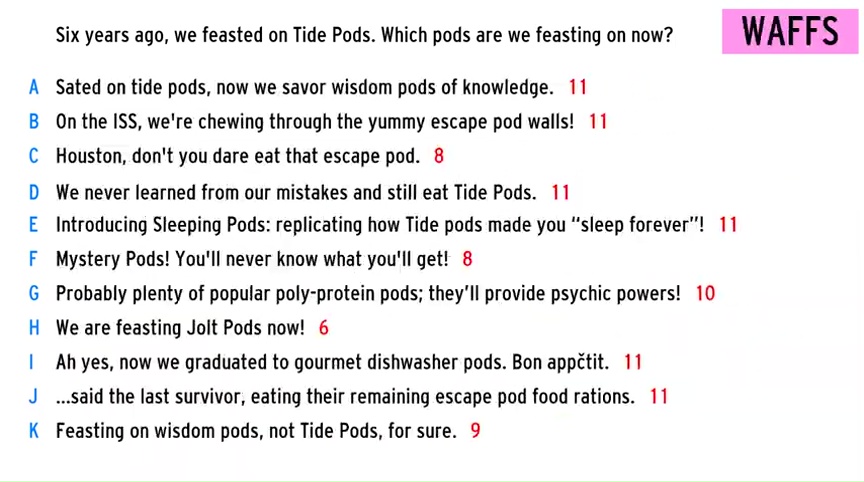 Six years ago, we feasted on Tide Pods. Which pods are we feasting on now?
WAFFS
A Sated on tide pods, now we savor wisdom pods of knowledge. 11
B On the ISS, we're chewing through the yummy escape pod walls! 11
C Houston, don't you dare eat that escape pod. 8
D We never learned from our mistakes and still eat Tide Pods. 11
E Introducing Sleeping Pods: replicating how Tide pods made you “sleep forever”! 11
F Mystery Pods! You'll never know what you'll get! 8
G Probably plenty of popular poly-protein pods; they’ll provide psychic powers! 10
H We are feasting Jolt Pods now! 6
I Ah yes, now we graduated to gourmet dishwasher pods. Bon appčtit. 11
J ...said the last survivor, eating their remaining escape pod food rations. 11
K Feasting on wisdom pods, not Tide Pods, for sure. 9